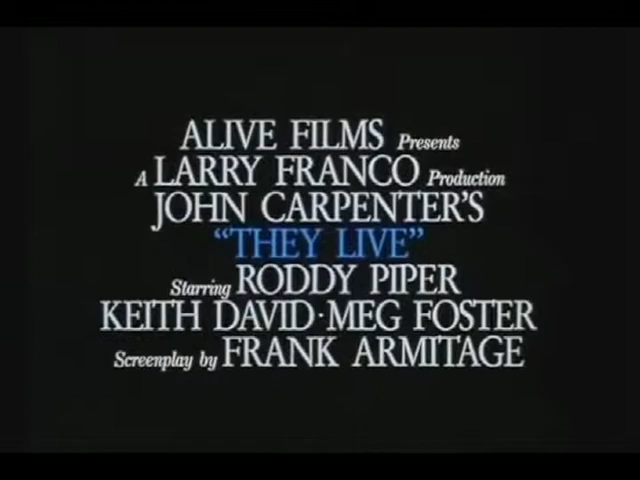 ALIVE FILMS Presents
A LARRY FRANCO Production
JOHN CARPENTER'S
"THEY LIVE"
Starring RODDY PIPER
KEITH DAVID·MEG FOSTER
Screenplay by FRANK ARMITAGE